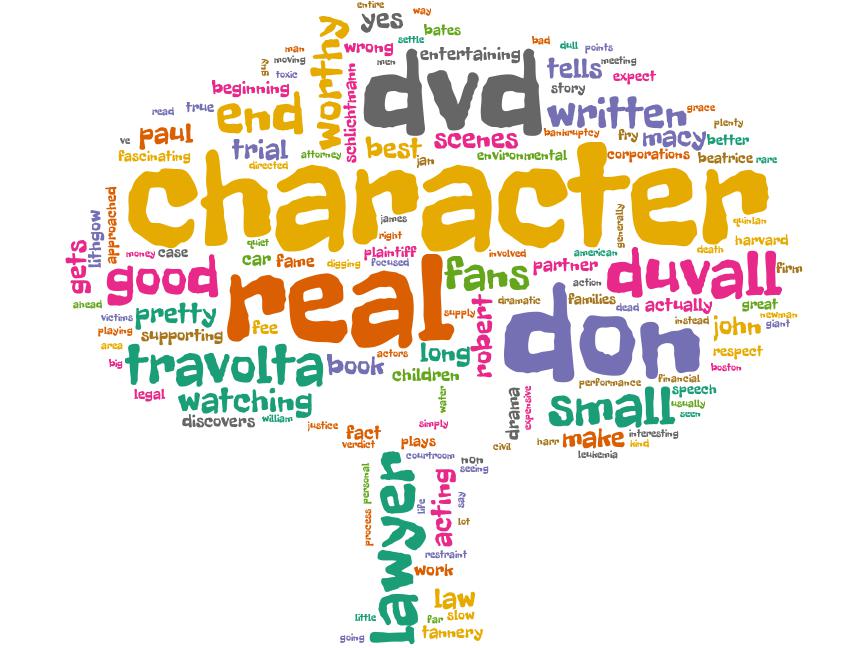 entire way
yes bates
man worthy wrong settle bad dull points
guy moving men entertaining meeting
toxic dvd tells expect
beginning schlichtmann story
read true end written grace
ve paul scenes bankruptcy fry macy plenty
trial attorney best better
fascinating directed jan environmental corporations beatrice rare
character
approached lithgow james generally quinlan
gets quiet right death harvard
money case plaintiff involved american
car fame digging focused partner firm
good real fans action duvall
ahead dramatic families dead actually great
victims pretty supply robert don instead john newman giant
playing supporting fee
area travolta actors long respect
big book children performance financial boston
legal watching water drama expensive small speech
usually
discovers william simply seen
justice fact harr make interesting
verdict plays civil kind
leukemia
lawyer courtroom non
personal acting seeing
process life say
lot
restraint
work
law
little far slow
going tannery